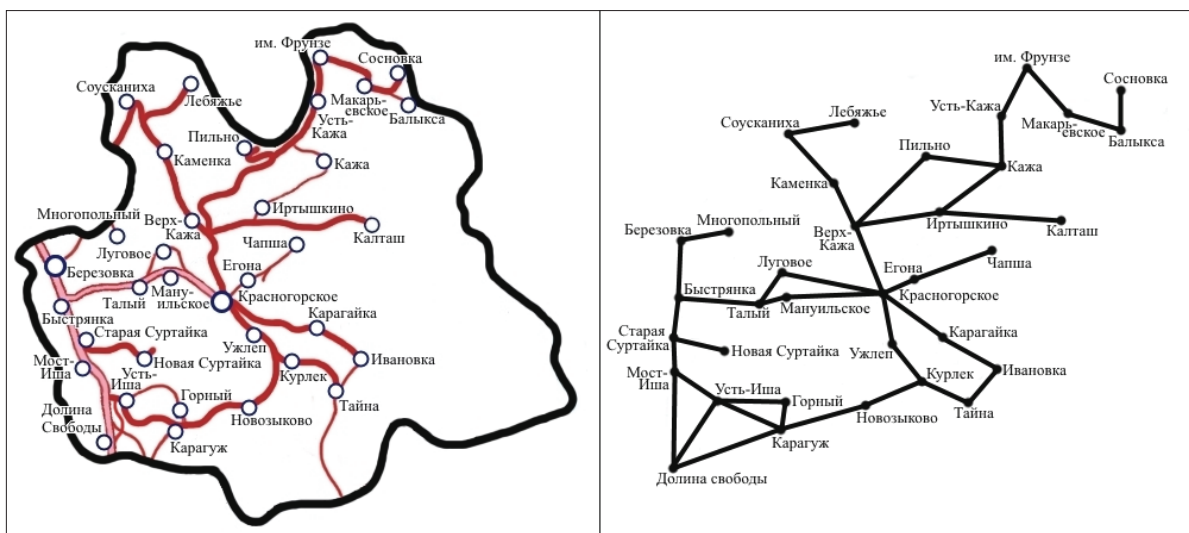 им. Фрунзе
Сосновка
Соусканиха
Лебяжье
Макарь-
евское
Балыкса
Усть-
Кажа
Пильно
Каменка
Кажа
Многопольный
Верх-
Кажа
Иртышкино
Калташ
Чапша
Луговое
Березовка
Егона
Талый
Ману-
ильское
Красногорское
Быстрянка
Карагайка
Старая Суртайка
Ужлеп
Мост-
Иша
Новая Суртайка
Ивановка
Усть-
Иша
Курлек
Горный
Тайна
Долина
Свободы
Новозыково
Карагуж
им. Фрунзе
Сосновка
Лебяжье
Усть-Кажа
Соусканиха
Макарь-
евское
Балыкса
Пильно
Кажа
Каменка
Многопольный
Иртышкино
Березовка
Верх-
Кажа
Калташ
Чапша
Луговое
Егона
Быстрянка
Красногорское
Талый
Мануильское
Старая
Суртайка
Карагайка
Новая Суртайка
Ужлеп
Мост-
Иша
Курлек
Ивановка
Усть-Иша
Горный
Новозыково
Тайна
Карагуж
Долина свободы